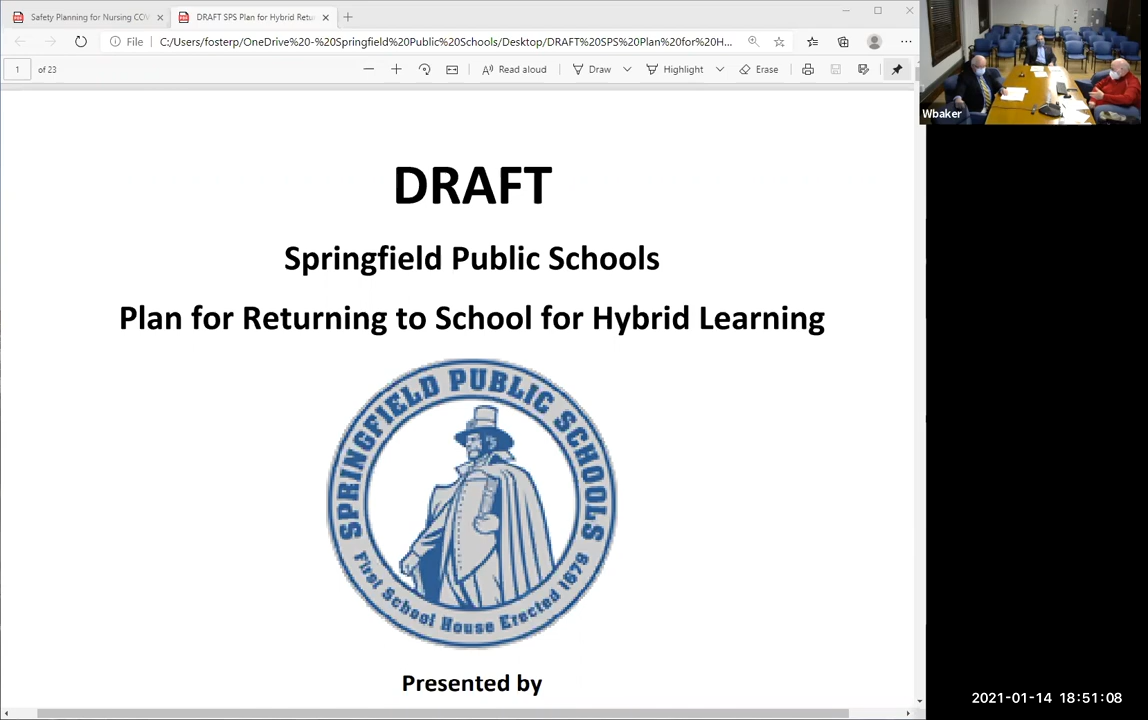 Safety Planning for Nursing CCW
DRAFT SPS Plan for Hybrid Retu
File
C:/Users/fosterp/OneDrive%20-%20Springfield%20Public%20Schools/Desktop/DRAFT%20SPS%20Plan%20for%20H...
1 of 23
Read aloud
Draw
Highlight
Erase
Wbaker
DRAFT
Springfield Public Schools
Plan for Returning to School for Hybrid Learning
SPRINGFIELD PUBLIC SCHOOLS
First School House Erected 1679
Presented by
2021-01-14 18:51:08